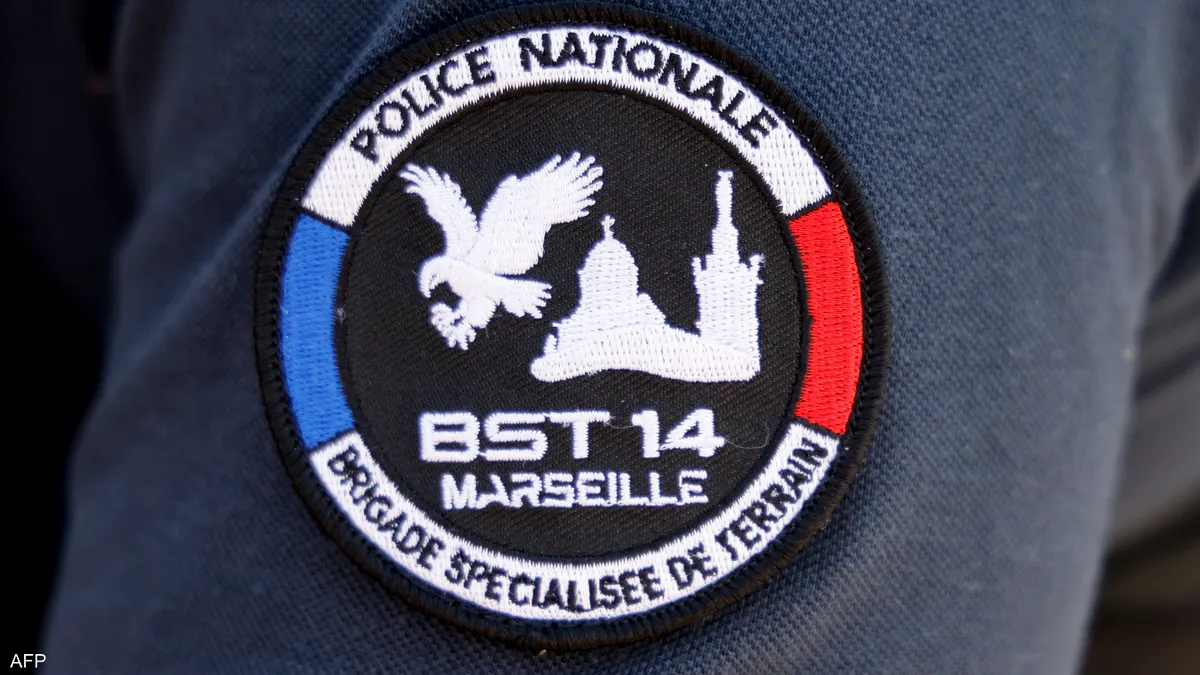 POLICE NATIONALE
BST 14
MARSEILLE
BRIGADE SPECIALISEE DE TERRAIN
AFP